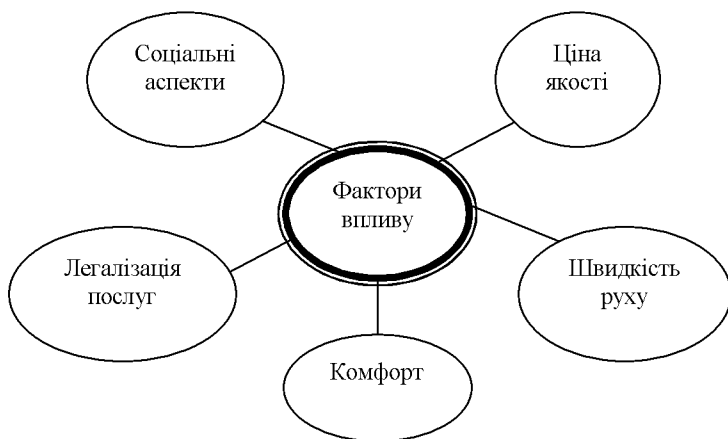 Соціальні
аспекти
Ціна
якості
Фактори
впливу
Легалізація
послуг
Швидкість
руху
Комфорт